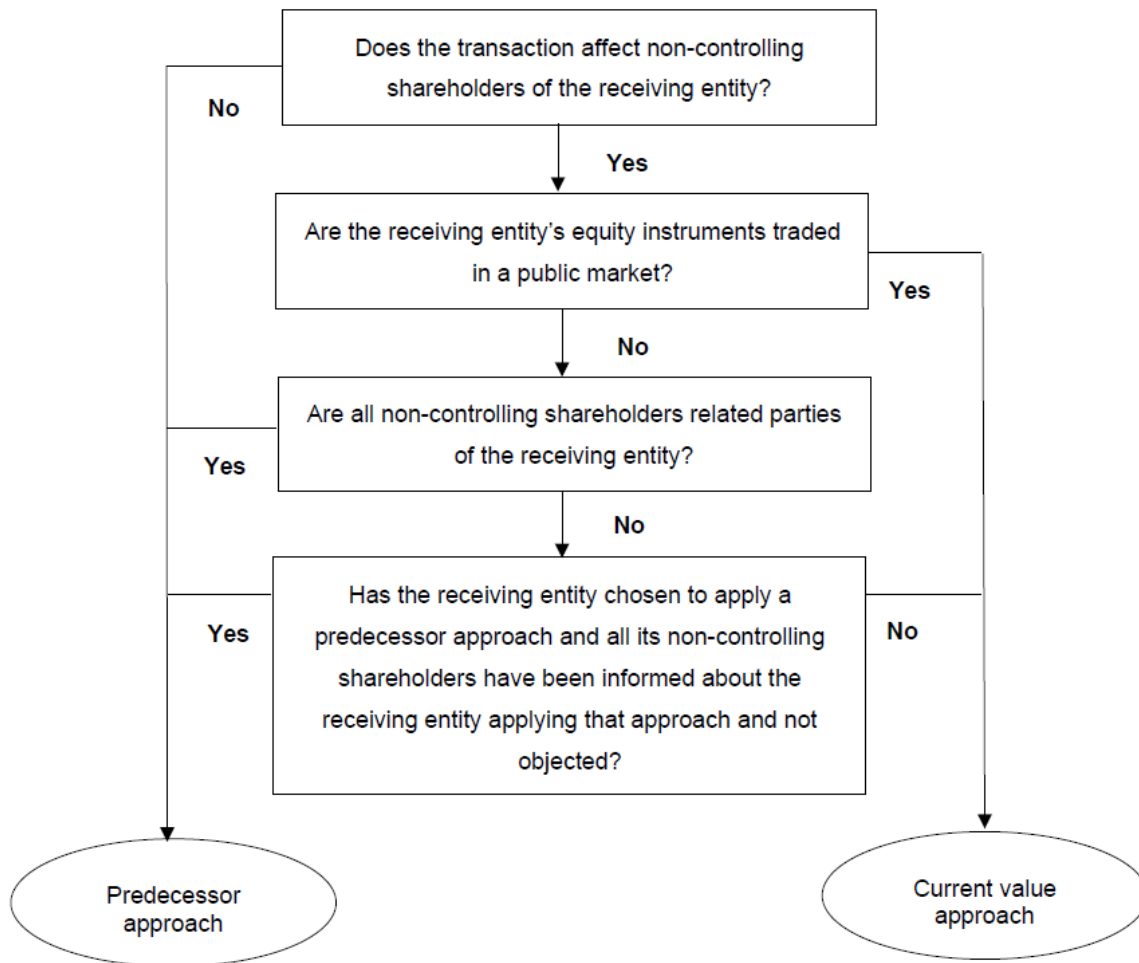 Does the transaction affect non-controlling
shareholders of the receiving entity?
No
Yes
Are the receiving entity’s equity instruments traded
in a public market?
Yes
No
Are all non-controlling shareholders related parties
of the receiving entity?
Yes
No
Has the receiving entity chosen to apply a
predecessor approach and all its non-controlling
shareholders have been informed about the
receiving entity applying that approach and not
objected?
Yes
No
Predecessor
approach
Current value
approach